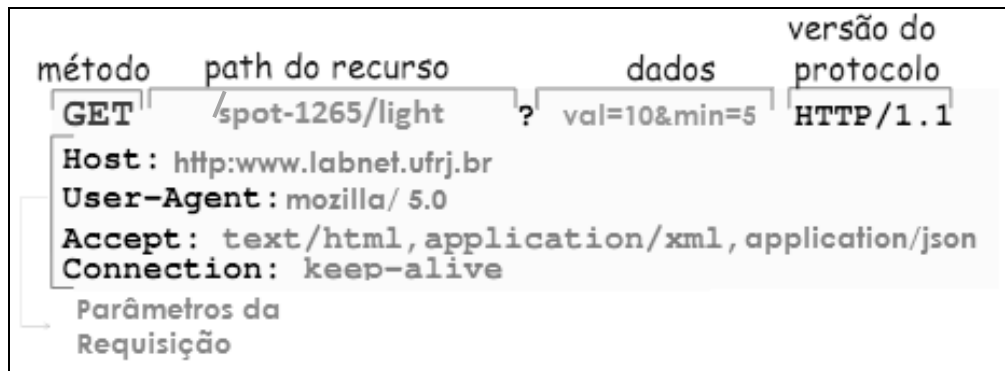 versão do
método path do recurso dados protocolo
GET /spot-1265/light ? val=10&min=5 HTTP/1.1
Host: http:www.labnet.ufrj.br
User-Agent: mozilla/ 5.0
Accept: text/html,application/xml,application/json
Connection: keep-alive
Parâmetros da
Requisição